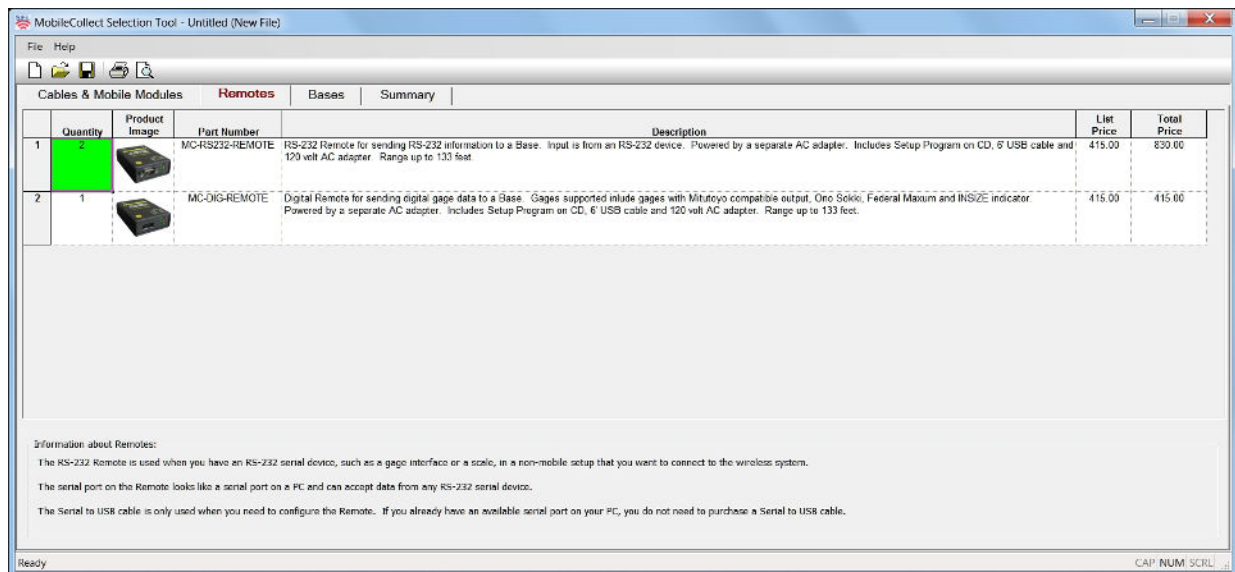 MobileCollect Selection Tool - Untitled (New File)
File Help
Cables & Mobile Modules Remotes Bases Summary
Quantity Product Image Part Number Description List Price Total Price
1 2 MC-RS232-REMOTE RS-232 Remote for sending RS-232 information to a Base. Input is from an RS-232 device. Powered by a separate AC adapter. Includes Setup Program on CD, 6' USB cable and 415.00 830.00
120 volt AC adapter. Range up to 133 feet.
2 1 MC-DIG-REMOTE Digital Remote for sending digital gage data to a Base. Gages supported inlude gages with Mitutoyo compatible output, Ono Sokki, Federal Maxum and INSIZE indicator. 415.00 415.00
Powered by a separate AC adapter. Includes Setup Program on CD, 6' USB cable and 120 volt AC adapter. Range up to 133 feet.
Information about Remotes:
The RS-232 Remote is used when you have an RS-232 serial device, such as a gage interface or a scale, in a non-mobile setup that you want to connect to the wireless system.
The serial port on the Remote looks like a serial port on a PC and can accept data from any RS-232 serial device.
The Serial to USB cable is only used when you need to configure the Remote. If you already have an available serial port on your PC, you do not need to purchase a Serial to USB cable.
Ready CAP NUM SCRL